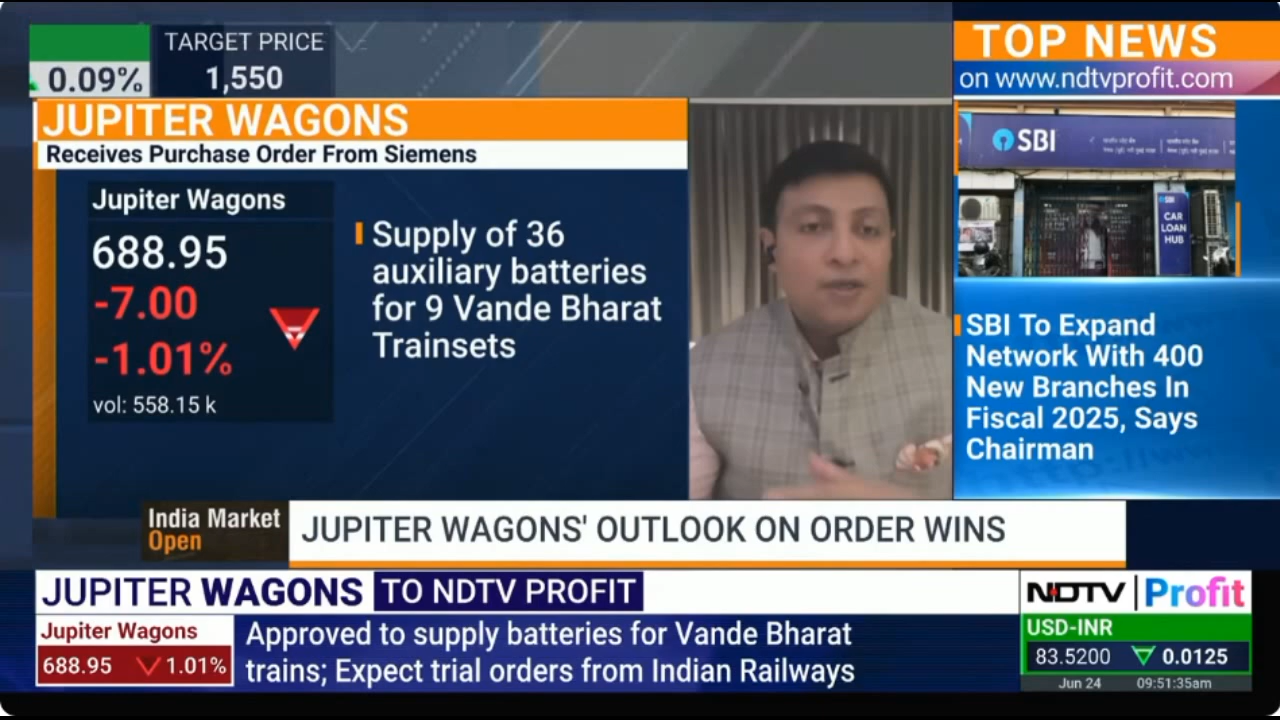 0.09%
TARGET PRICE
1,550
TOP NEWS
on www.ndtvprofit.com
JUPITER WAGONS
Receives Purchase Order From Siemens
Jupiter Wagons
688.95
-7.00
-1.01%
vol: 558.15 k
Supply of 36
auxiliary batteries
for 9 Vande Bharat
Trainsets
SBI
SBI
CAR
LOAN
HUB
SBI To Expand
Network With 400
New Branches In
Fiscal 2025, Says
Chairman
India Market
Open
JUPITER WAGONS' OUTLOOK ON ORDER WINS
JUPITER WAGONS TO NDTV PROFIT
Jupiter Wagons
688.95 1.01%
Approved to supply batteries for Vande Bharat
trains; Expect trial orders from Indian Railways
NDTV Profit
USD-INR
83.5200 0.0125
Jun 24 09:51:35am